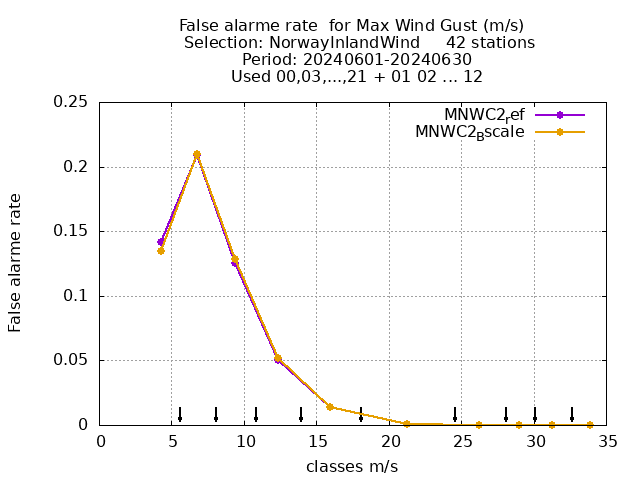 False alarme rate  for Max Wind Gust (m/s)
Selection: NorwayInlandWind     42 stations
Period: 20240601-20240630
Used 00,03,...,21 + 01 02 ... 12
MNWC2ref
MNWC2Bscale
False alarme rate
0.25
0.2
0.15
0.1
0.05
0
0 5 10 15 20 25 30 35
classes m/s